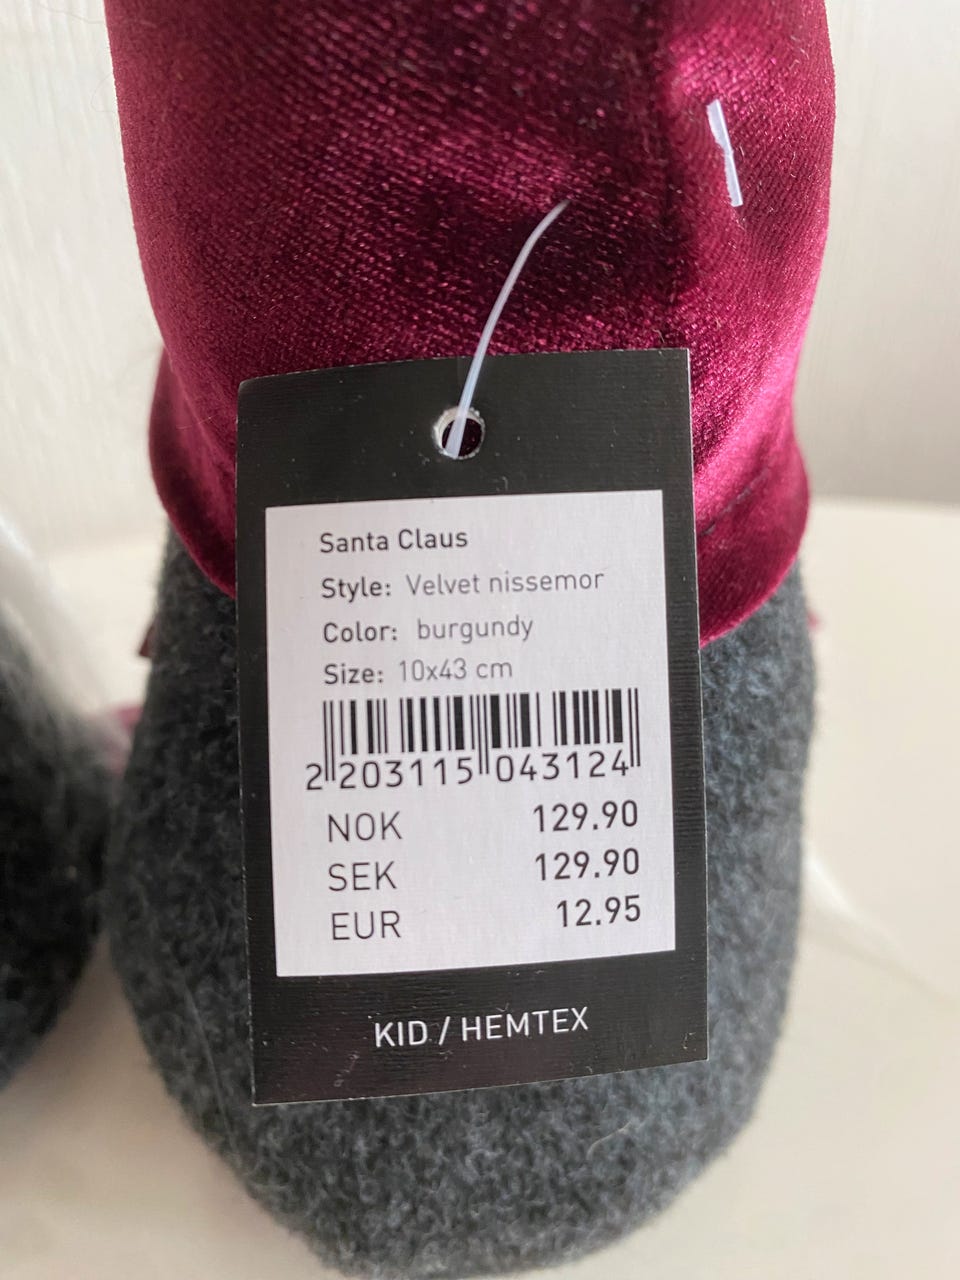 Santa Claus
Style: Velvet nissemor
Color: burgundy
Size: 10x43 cm
2 203115 043124
NOK 129.90
SEK 129.90
EUR 12.95
KID / HEMTEX